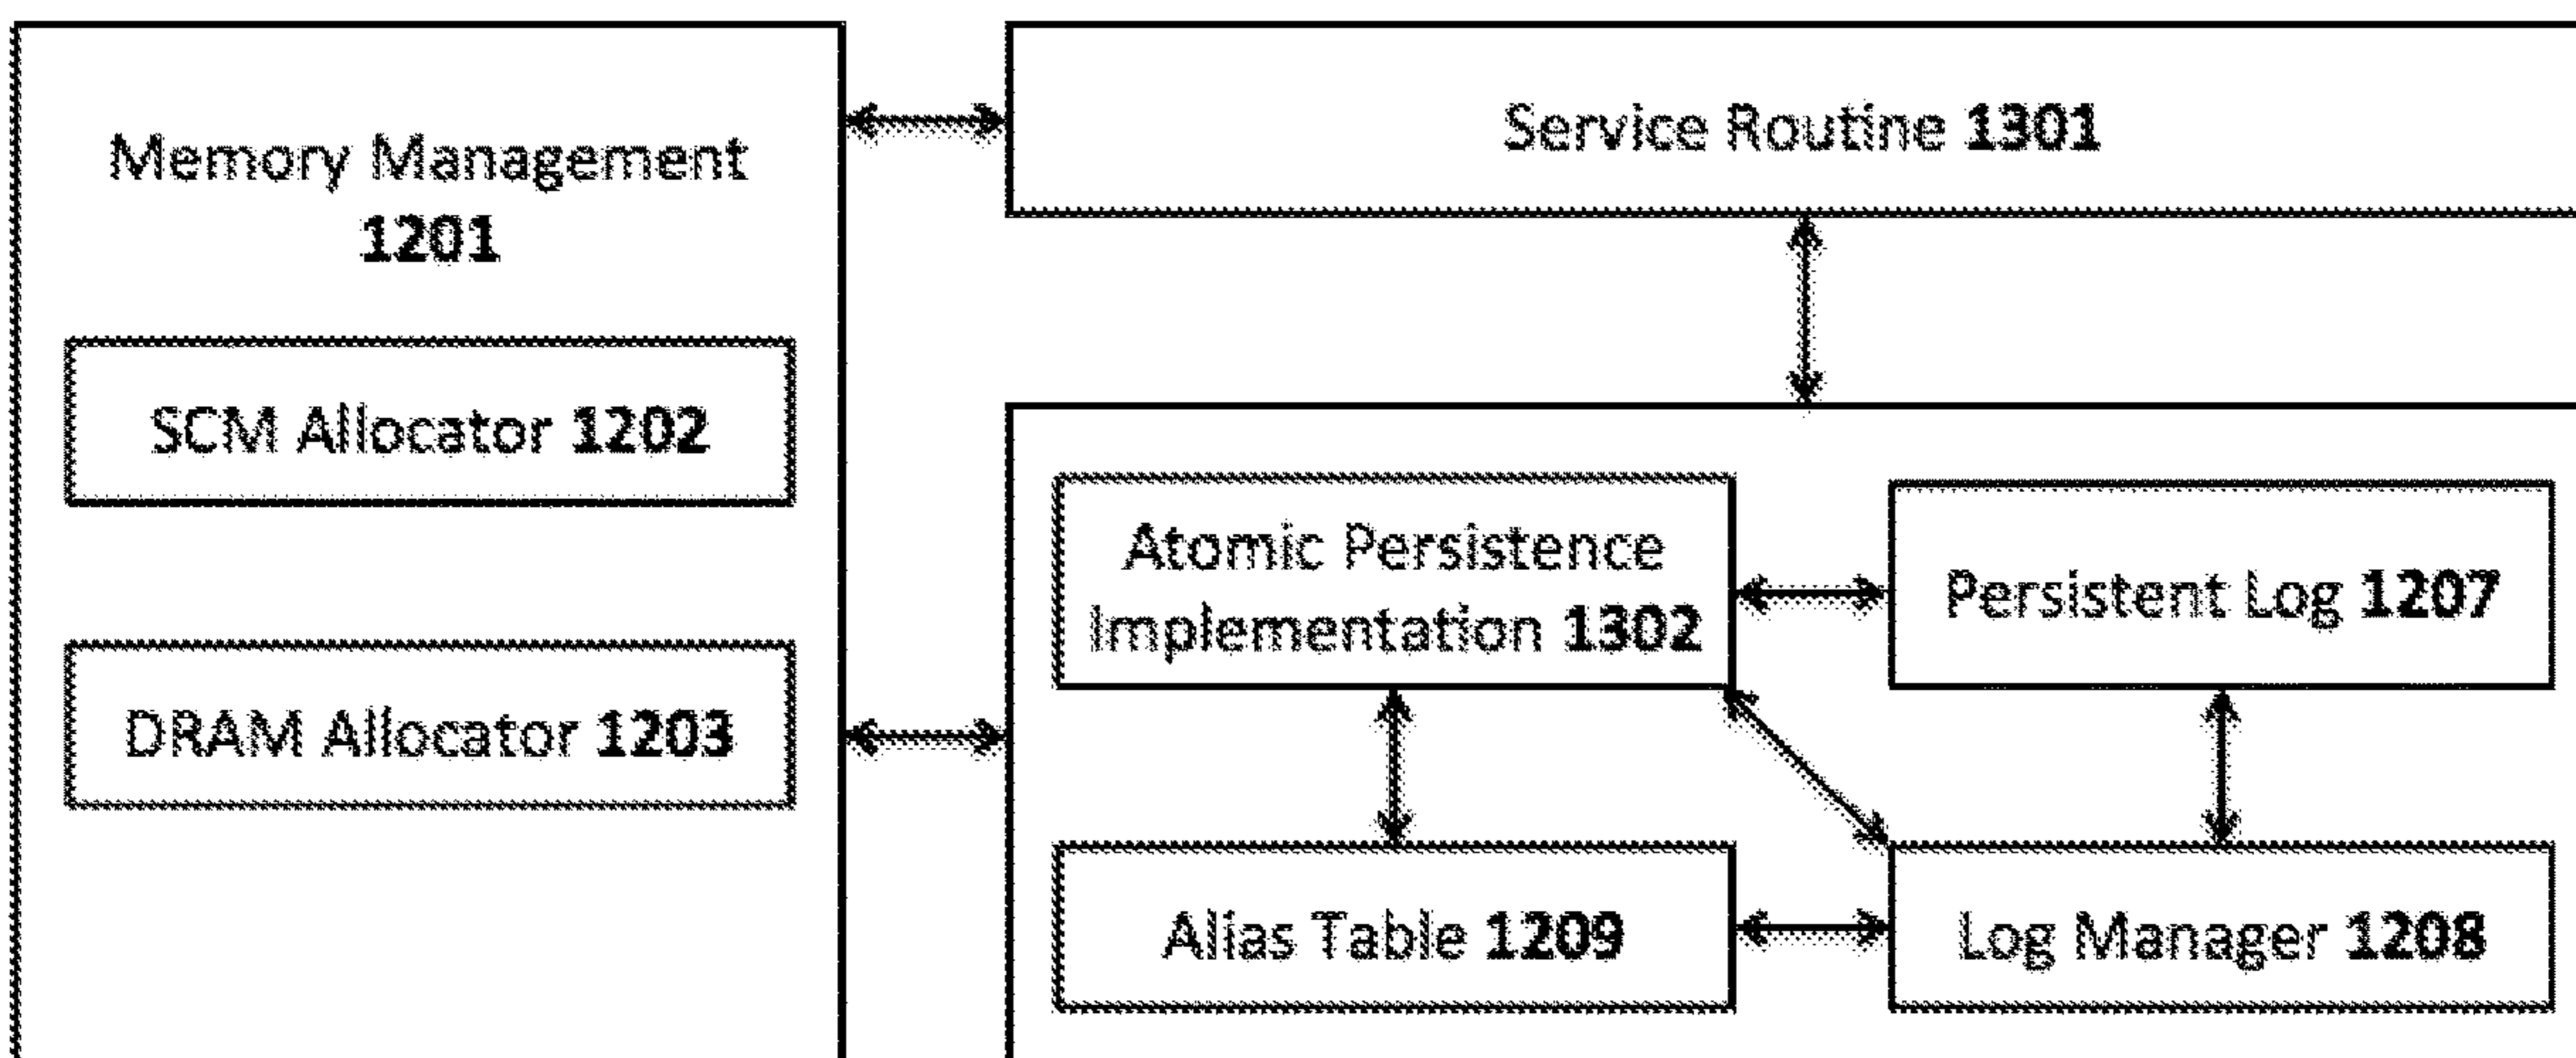 Memory Management
1201
SCM Allocator 1202
DRAM Allocator 1203
Service Routine 1301
Atomic Persistence
Implementation 1302
Persistent Log 1207
Alias Table 1209
Log Manager 1208